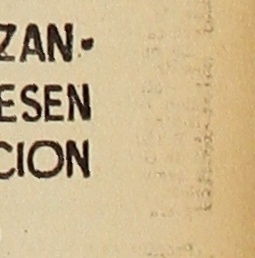 ZAN-
ESEN
CION